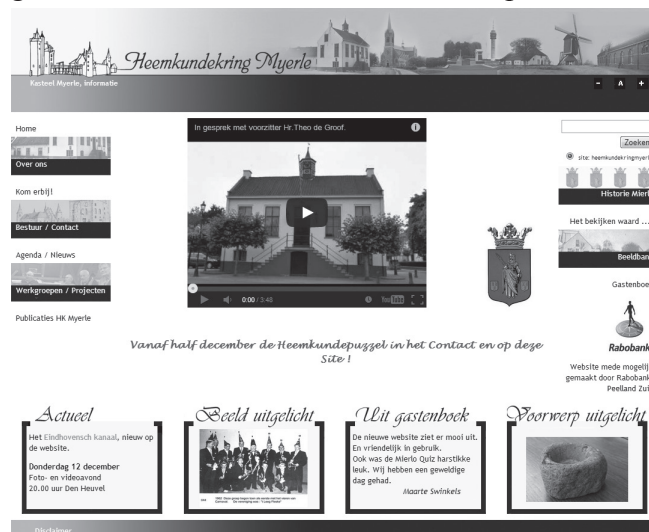 Heemkundekring Myerle
Kasteel Myerle, informatie
- A +
Home
Over ons
Kom erbij!
Bestuur / Contact
Agenda / Nieuws
Werkgroepen / Projecten
Publicaties HK Myerle
In gesprek met voorzitter Hr.Theo de Groof.
0:00 / 3:48
YouTube
Zoeken
site: heemkundekringmyerl
Historie Mierl
Het bekijken waard ...
Beeldban
Gastenboe
Rabobank
Website mede mogelij
gemaakt door Rabobank
Peelland Zui
Vanaf half december de Heemkundepuzzel in het Contact en op deze
Site !
Actueel
Het Eindhovensch kanaal, nieuw op
de website.
Donderdag 12 december
Foto- en videoavond
20.00 uur Den Heuvel
Beeld uitgelicht
Uit gastenboek
De nieuwe website ziet er mooi uit.
En vriendelijk in gebruik.
Ook was de Mierlo Quiz harstikke
leuk. Wij hebben een geweldige
dag gehad.
Maarte Swinkels
Voorwerp uitgelicht
Disclaimer